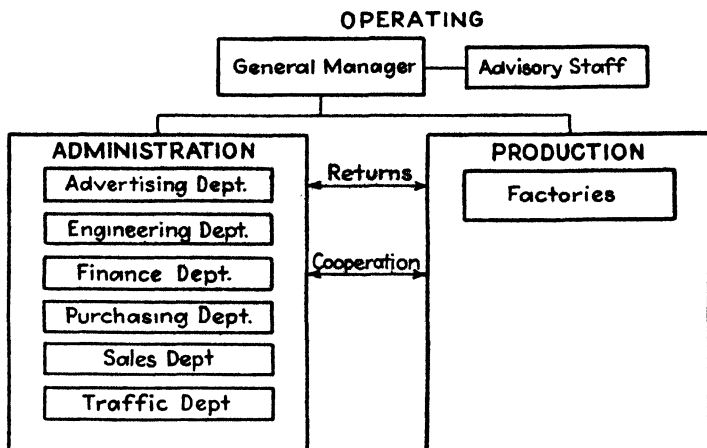 OPERATING
General Manager
Advisory Staff
ADMINISTRATION
Advertising Dept.
Engineering Dept.
Finance Dept.
Purchasing Dept.
Sales Dept
Traffic Dept
Returns
Cooperation
PRODUCTION
Factories